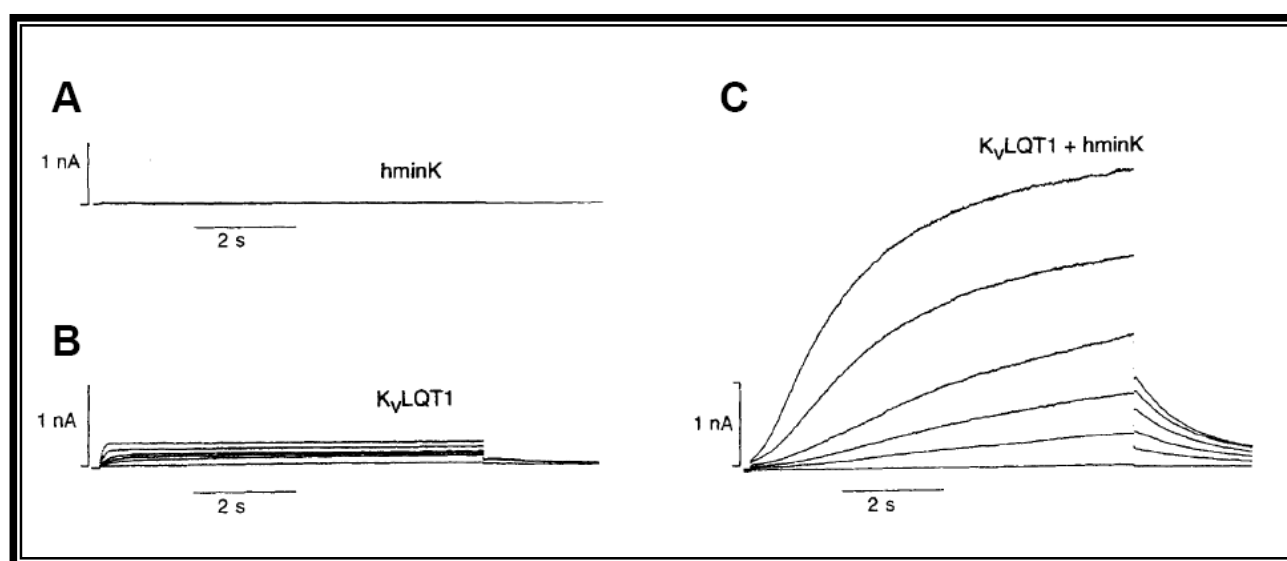 A
1 nA
hminK
2 s
B
1 nA
KVLQT1
2 s
C
KVLQT1 + hminK
1 nA
2 s